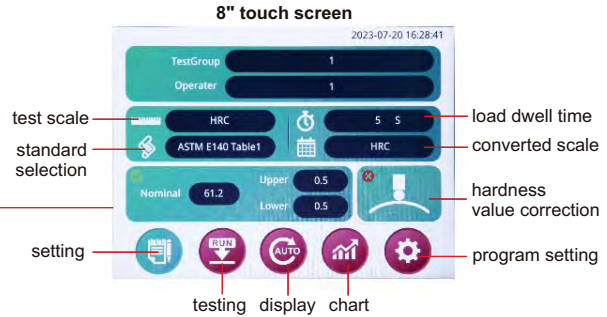 8" touch screen
2023-07-20 16:28:41
TestGroup 1
Operater 1
test scale HRC 5 S load dwell time
standard selection ASTM E140 Table1 HRC converted scale
Nominal 61.2 Upper 0.5
Lower 0.5
hardness
value correction
setting RUN AUTO program setting
testing display chart